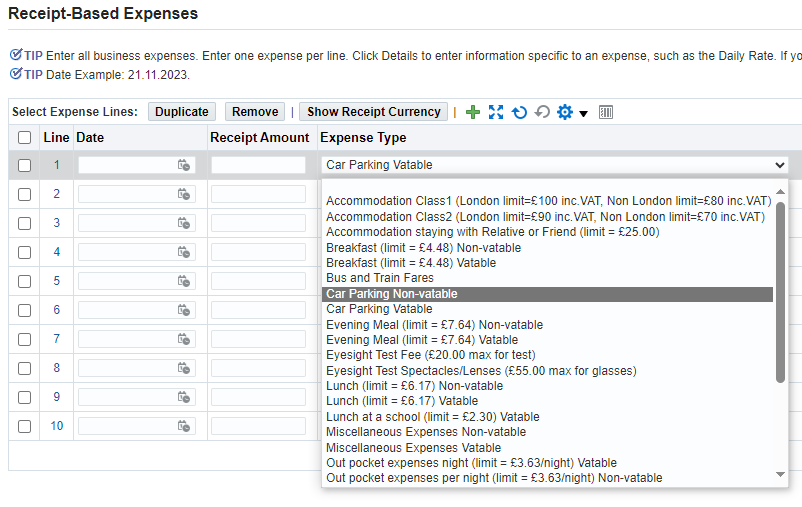 Receipt-Based Expenses
TIP Enter all business expenses. Enter one expense per line. Click Details to enter information specific to an expense, such as the Daily Rate. If yo
TIP Date Example: 21.11.2023.
Select Expense Lines: Duplicate Remove | Show Receipt Currency |
Line Date Receipt Amount Expense Type
1 Car Parking Vatable
2
3
4
5
6
7
8
9
10
Accommodation Class1 (London limit=£100 inc.VAT, Non London limit=£80 inc.VAT)
Accommodation Class2 (London limit=£90 inc.VAT, Non London limit=£70 inc.VAT)
Accommodation staying with Relative or Friend (limit = £25.00)
Breakfast (limit = £4.48) Non-vatable
Breakfast (limit = £4.48) Vatable
Bus and Train Fares
Car Parking Non-vatable
Car Parking Vatable
Evening Meal (limit = £7.64) Non-vatable
Evening Meal (limit = £7.64) Vatable
Eyesight Test Fee (£20.00 max for test)
Eyesight Test Spectacles/Lenses (£55.00 max for glasses)
Lunch (limit = £6.17) Non-vatable
Lunch (limit = £6.17) Vatable
Lunch at a school (limit = £2.30) Vatable
Miscellaneous Expenses Non-vatable
Miscellaneous Expenses Vatable
Out pocket expenses night (limit = £3.63/night) Vatable
Out pocket expenses per night (limit = £3.63/night) Non-vatable